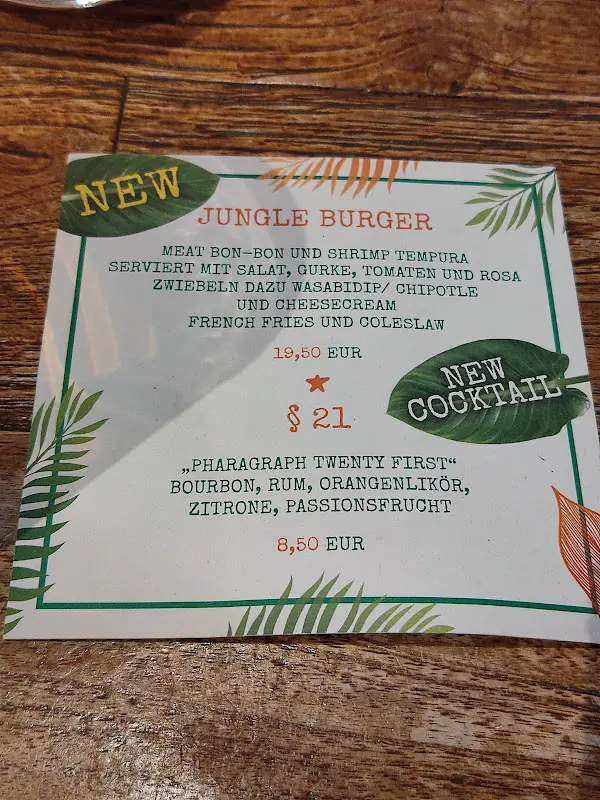 NEW
JUNGLE BURGER
MEAT BON-BON UND SHRIMP TEMPURA
SERVIERT MIT SALAT, GURKE, TOMATEN UND ROSA
ZWIEBELN DAZU WASABIDIP/ CHIPOTLE
UND CHEESECREAM
FRENCH FRIES UND COLESLAW
19,50 EUR
NEW
COCKTAIL
§ 21
„PHARAGRAPH TWENTY FIRST“
BOURBON, RUM, ORANGENLIKÖR,
ZITRONE, PASSIONSFRUCHT
8,50 EUR